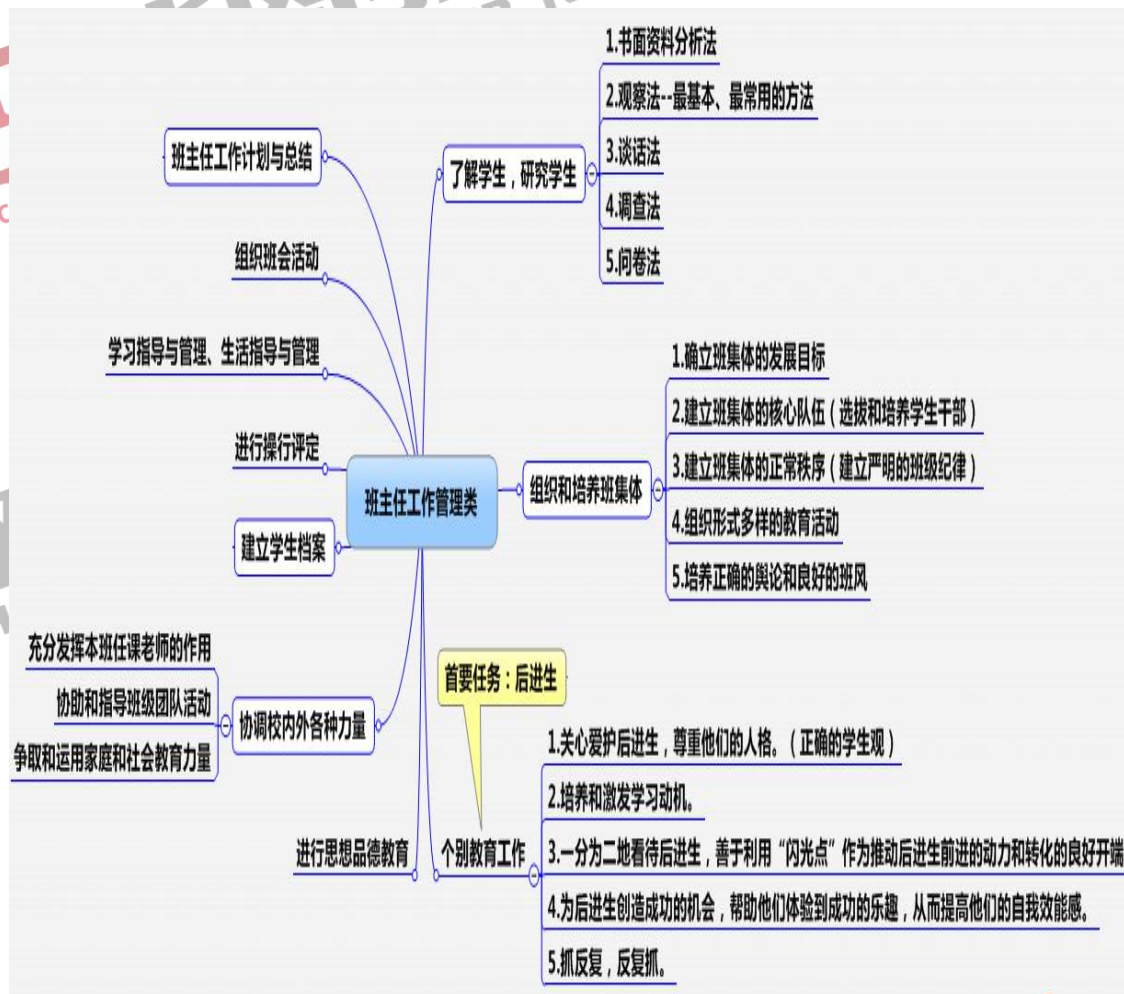 班主任工作管理类
了解学生，研究学生
1.书面资料分析法
2.观察法--最基本、最常用的方法
3.谈话法
4.调查法
5.问卷法
组织和培养班集体
1.确立班集体的发展目标
2.建立班集体的核心队伍（选拔和培养学生干部）
3.建立班集体的正常秩序（建立严明的班级纪律）
4.组织形式多样的教育活动
5.培养正确的舆论和良好的班风
首要任务：后进生
个别教育工作
1.关心爱护后进生，尊重他们的人格。（正确的学生观）
2.培养和激发学习动机。
3.一分为二地看待后进生，善于利用“闪光点”作为推动后进生前进的动力和转化的良好开端
4.为后进生创造成功的机会，帮助他们体验到成功的乐趣，从而提高他们的自我效能感。
5.抓反复，反复抓。
班主任工作计划与总结
组织班会活动
学习指导与管理、生活指导与管理
进行操行评定
建立学生档案
协调校内外各种力量
充分发挥本班任课老师的作用
协助和指导班级团队活动
争取和运用家庭和社会教育力量
进行思想品德教育